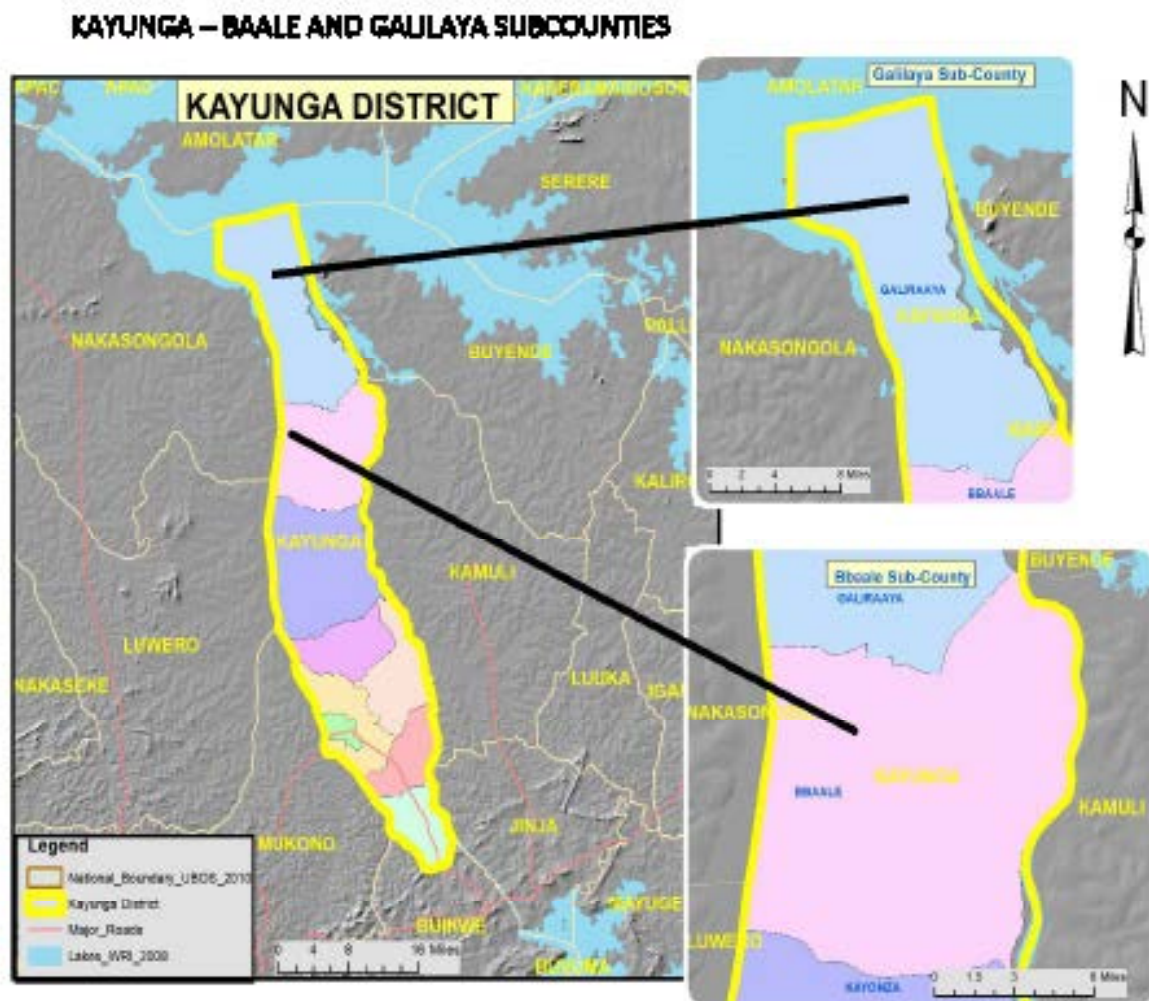 KAYUNGA – BAALE AND GALILAYA SUBCOUNTIES
APAC
APAC
KAYUNGA DISTRICT
AMOLATAR
SERERE
NAKASONGOLA
BUYENDE
KAYUNGA
KAMULI
LUWERO
NAKASEKE
LUUKA
MUKONO
JINJA
BUIKWE
Legend
National_Boundary_UBOS_2010
Kayunga District
Major_Roads
Lakes_WRI_2008
0 4 8 16 Miles
AMOLATAR
Galilaya Sub-County
BUYENDE
GALIRAAYA
KAYUNGA
NAKASONGOLA
0 2 4 8 Miles
BBAALE
N
BUYENDE
Bbaale Sub-County
GALIRAAYA
BBAALE
KAYUNGA
KAMULI
LUWERO
KAYONZA
0 1.5 3 6 Miles